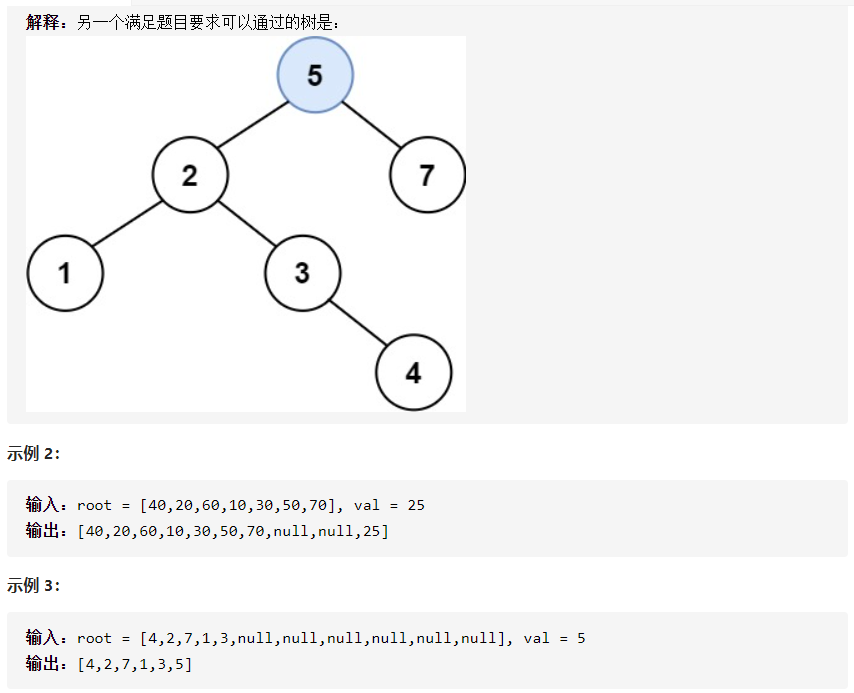 解释：另一个满足题目要求可以通过的树是：
5
2
7
1
3
4
示例 2：
输入：root = [40,20,60,10,30,50,70], val = 25
输出：[40,20,60,10,30,50,70,null,null,25]
示例 3：
输入：root = [4,2,7,1,3,null,null,null,null,null,null], val = 5
输出：[4,2,7,1,3,5]